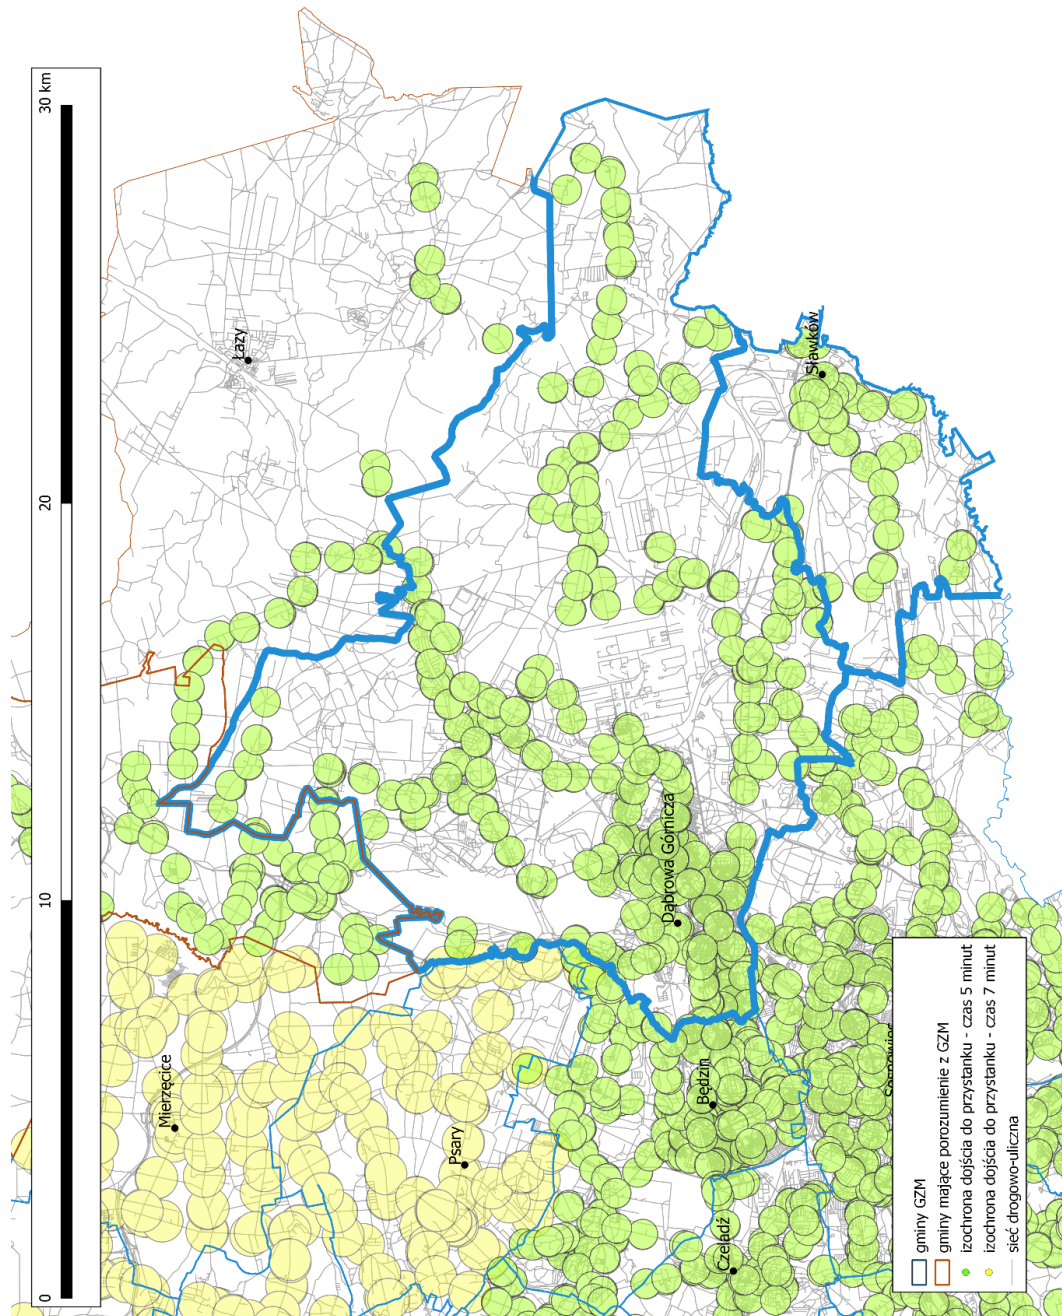 0
10
20
30 km
Łazy
Mierzęcice
Psary
Sławków
Dąbrowa Górnicza
Będzin
Czeladź
gminy GZM
gminy mające porozumienie z GZM
izochrona dojścia do przystanku - czas 5 minut
izochrona dojścia do przystanku - czas 7 minut
sieć drogowo-uliczna